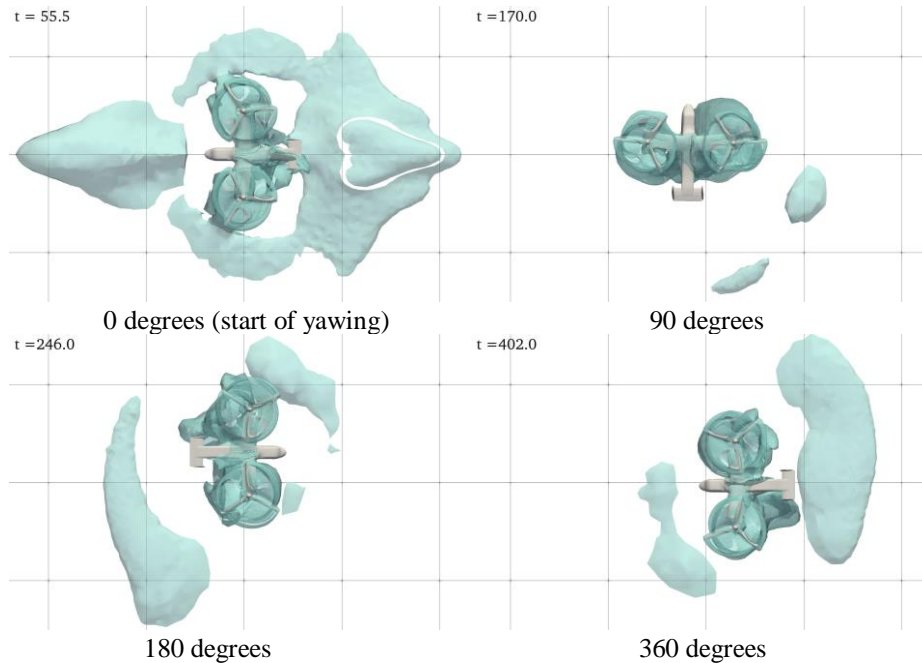 t = 55.5
t =170.0
0 degrees (start of yawing)
90 degrees
t =246.0
t =402.0
180 degrees
360 degrees